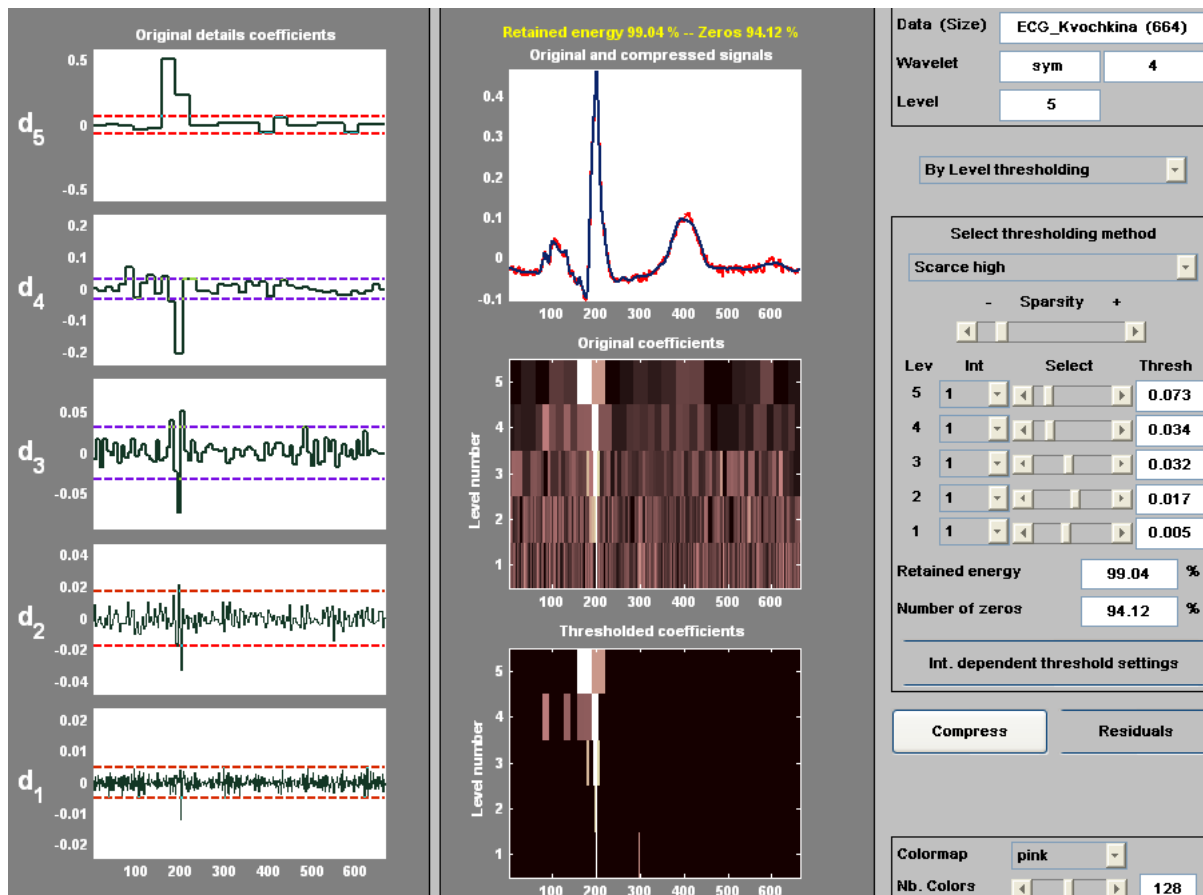 Original details coefficients
d5
0.5
0
-0.5
d4
0.2
0.1
0
-0.1
-0.2
d3
0.05
0
-0.05
d2
0.04
0.02
0
-0.02
-0.04
d1
0.02
0.01
0
-0.01
-0.02
100 200 300 400 500 600
Retained energy 99.04 % -- Zeros 94.12 %
Original and compressed signals
0.4
0.3
0.2
0.1
0
-0.1
100 200 300 400 500 600
Original coefficients
Level number
5
4
3
2
1
100 200 300 400 500 600
Thresholded coefficients
Level number
5
4
3
2
1
100 200 300 400 500 600
Data (Size) ECG_Kvochkina (664)
Wavelet sym 4
Level 5
By Level thresholding
Select thresholding method
Scarce high
- Sparsity +
Lev Int Select Thresh
5 1 0.073
4 1 0.034
3 1 0.032
2 1 0.017
1 1 0.005
Retained energy 99.04 %
Number of zeros 94.12 %
Int. dependent threshold settings
Compress Residuals
Colormap pink
Nb. Colors 128